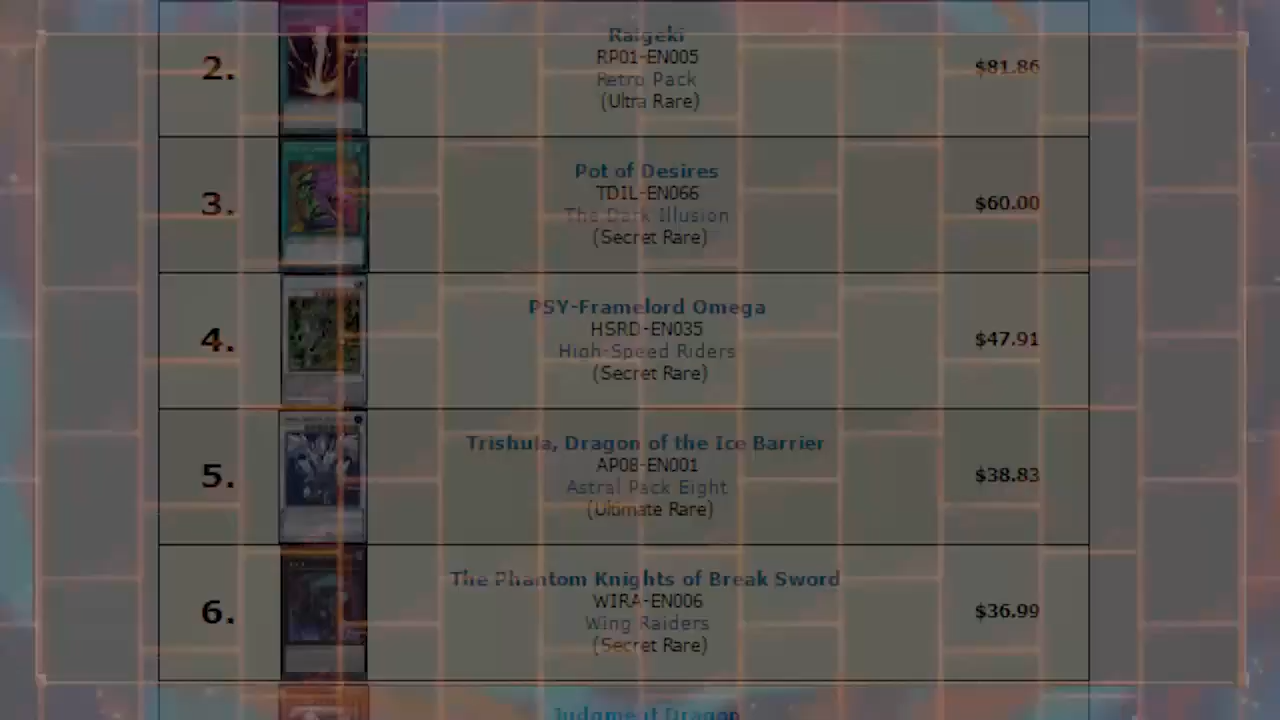 Raigeki
2.
RP01-EN005
$81.86
Retro Pack
(Ultra Rare)
Pot of Desires
3.
TDIL-EN066
$60.00
The Dark Illusion
(Secret Rare)
PSY-Framelord Omega
4.
HSRD-EN035
$47.91
High-Speed Riders
(Secret Rare)
Trishula, Dragon of the Ice Barrier
5.
AP08-EN001
$38.83
Astral Pack Eight
(Ultimate Rare)
The Phantom Knights of Break Sword
6.
WIRA-EN006
$36.99
Wing Raiders
(Secret Rare)
Judgment Dragon